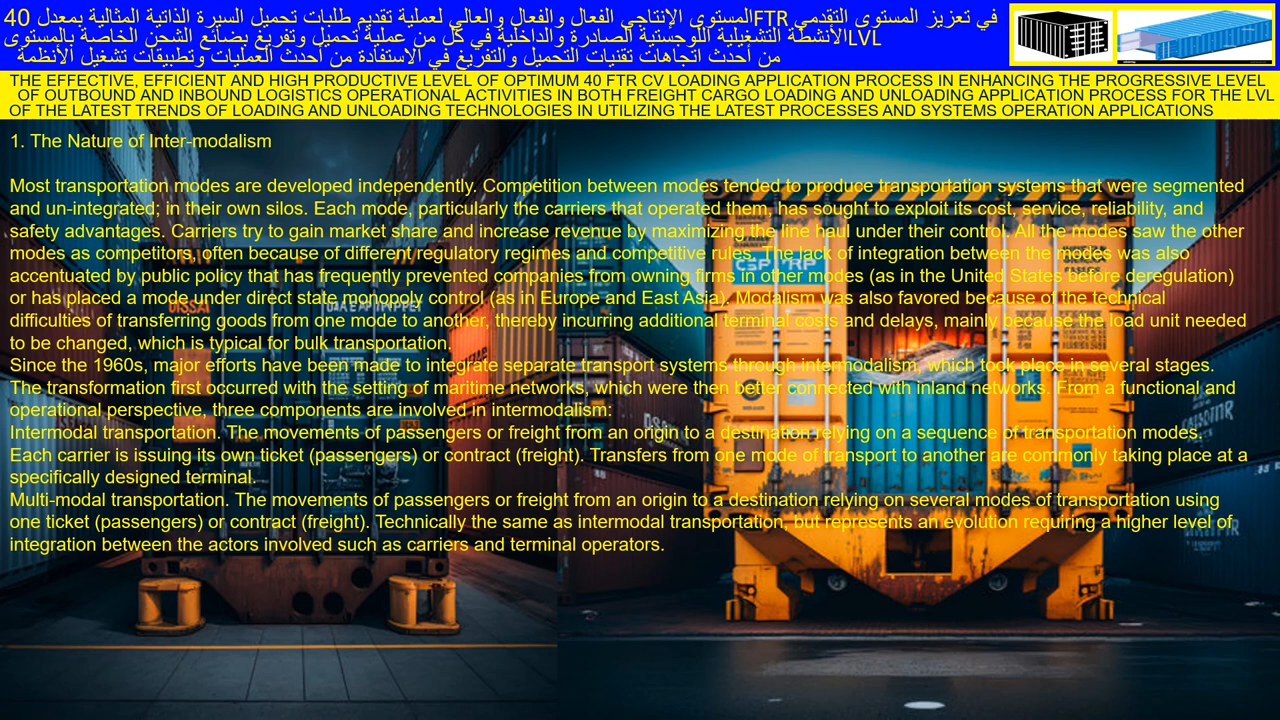 في تعزيز المستوى التقدمي FTRالمستوى الإنتاجي الفعال والفعال والعالي لعملية تقديم طلبات تحميل السيرة الذاتية المثالية بمعدل 40
LVLالأنشطة التشغيلية اللوجستية الصادرة والداخلية في كل من عملية تحميل وتفريغ بضائع الشحن الخاصة بالمستوى
من أحدث اتجاهات تقنيات التحميل والتفريغ في الاستفادة من أحدث العمليات وتطبيقات تشغيل الأنظمة
THE EFFECTIVE, EFFICIENT AND HIGH PRODUCTIVE LEVEL OF OPTIMUM 40 FTR CV LOADING APPLICATION PROCESS IN ENHANCING THE PROGRESSIVE LEVEL
OF OUTBOUND AND INBOUND LOGISTICS OPERATIONAL ACTIVITIES IN BOTH FREIGHT CARGO LOADING AND UNLOADING APPLICATION PROCESS FOR THE LVL
OF THE LATEST TRENDS OF LOADING AND UNLOADING TECHNOLOGIES IN UTILIZING THE LATEST PROCESSES AND SYSTEMS OPERATION APPLICATIONS
1. The Nature of Inter-modalism
Most transportation modes are developed independently. Competition between modes tended to produce transportation systems that were segmented
and un-integrated; in their own silos. Each mode, particularly the carriers that operated them, has sought to exploit its cost, service, reliability, and
safety advantages. Carriers try to gain market share and increase revenue by maximizing the line haul under their control. All the modes saw the other
modes as competitors, often because of different regulatory regimes and competitive rules. The lack of integration between the modes was also
accentuated by public policy that has frequently prevented companies from owning firms in other modes (as in the United States before deregulation)
or has placed a mode under direct state monopoly control (as in Europe and East Asia). Modalism was also favored because of the technical
difficulties of transferring goods from one mode to another, thereby incurring additional terminal costs and delays, mainly because the load unit needed
to be changed, which is typical for bulk transportation.
Since the 1960s, major efforts have been made to integrate separate transport systems through intermodalism, which took place in several stages.
The transformation first occurred with the setting of maritime networks, which were then better connected with inland networks. From a functional and
operational perspective, three components are involved in intermodalism:
Intermodal transportation. The movements of passengers or freight from an origin to a destination relying on a sequence of transportation modes.
Each carrier is issuing its own ticket (passengers) or contract (freight). Transfers from one mode of transport to another are commonly taking place at a
specifically designed terminal.
Multi-modal transportation. The movements of passengers or freight from an origin to a destination relying on several modes of transportation using
one ticket (passengers) or contract (freight). Technically the same as intermodal transportation, but represents an evolution requiring a higher level of
integration between the actors involved such as carriers and terminal operators.